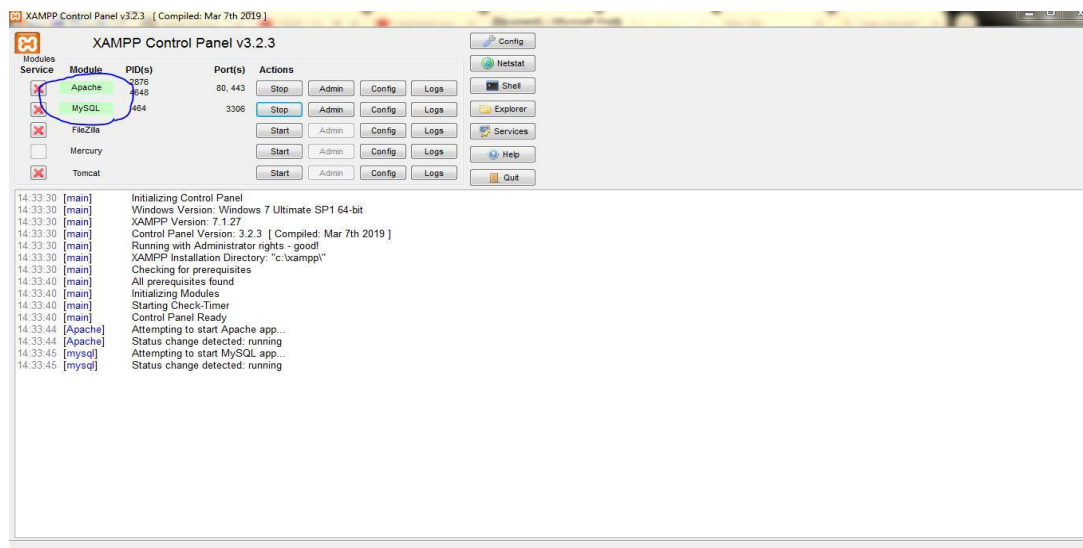 XAMPP Control Panel v3.2.3 [ Compiled: Mar 7th 2019 ]
XAMPP Control Panel v3.2.3
Config
Modules
Service Module PID(s) Port(s) Actions
Netstat
Apache 2876 4648 80, 443 Stop Admin Config Logs
Shell
MySQL 3306 Stop Admin Config Logs
Explorer
FileZilla Start Admin Config Logs
Services
Mercury Start Admin Config Logs
Help
Tomcat Start Admin Config Logs
Quit
14:33:30 [main] Initializing Control Panel
14:33:30 [main] Windows Version: Windows 7 Ultimate SP1 64-bit
14:33:30 [main] XAMPP Version: 7.1.27
14:33:30 [main] Control Panel Version: 3.2.3 [ Compiled: Mar 7th 2019 ]
14:33:30 [main] Running with Administrator rights - good!
14:33:30 [main] XAMPP Installation Directory: "c:\xampp\"
14:33:30 [main] Checking for prerequisites
14:33:40 [main] All prerequisites found
14:33:40 [main] Initializing Modules
14:33:40 [main] Starting Check-Timer
14:33:40 [main] Control Panel Ready
14:33:44 [Apache] Attempting to start Apache app...
14:33:44 [Apache] Status change detected: running
14:33:45 [mysql] Attempting to start MySQL app...
14:33:45 [mysql] Status change detected: running